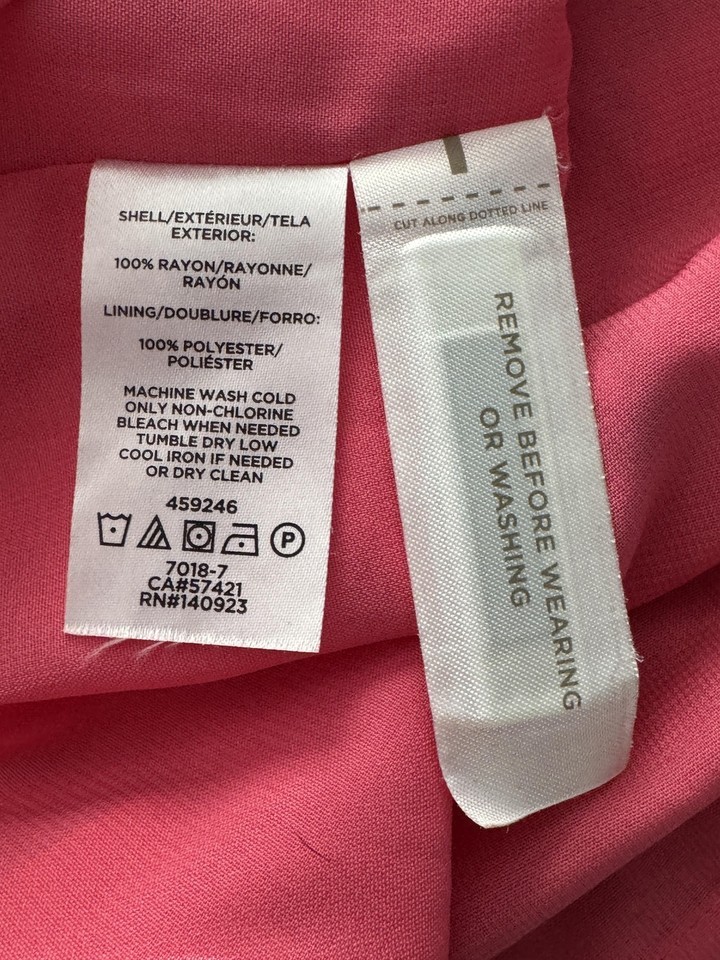 SHELL/EXTÉRIEUR/TELA
EXTERIOR:
100% RAYON/RAYONNE/
RAYÓN
LINING/DOUBLURE/FORRO:
100% POLYESTER/
POLIÉSTER
MACHINE WASH COLD
ONLY NON-CHLORINE
BLEACH WHEN NEEDED
TUMBLE DRY LOW
COOL IRON IF NEEDED
OR DRY CLEAN
459246
P
7018-7
CA#57421
RN#140923
CUT ALONG DOTTED LINE
REMOVE BEFORE WEARING
OR WASHING